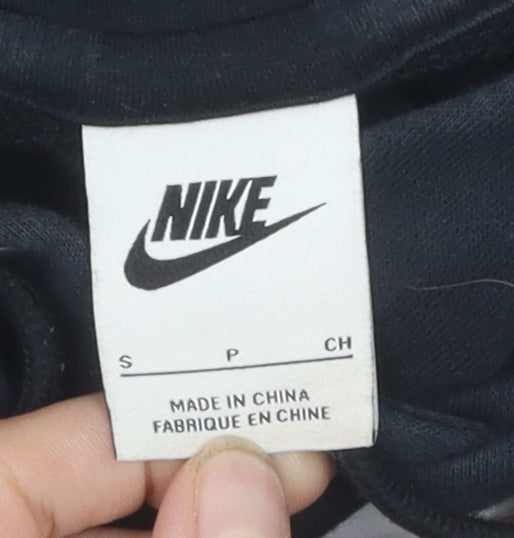 NIKE
S P CH
MADE IN CHINA
FABRIQUE EN CHINE